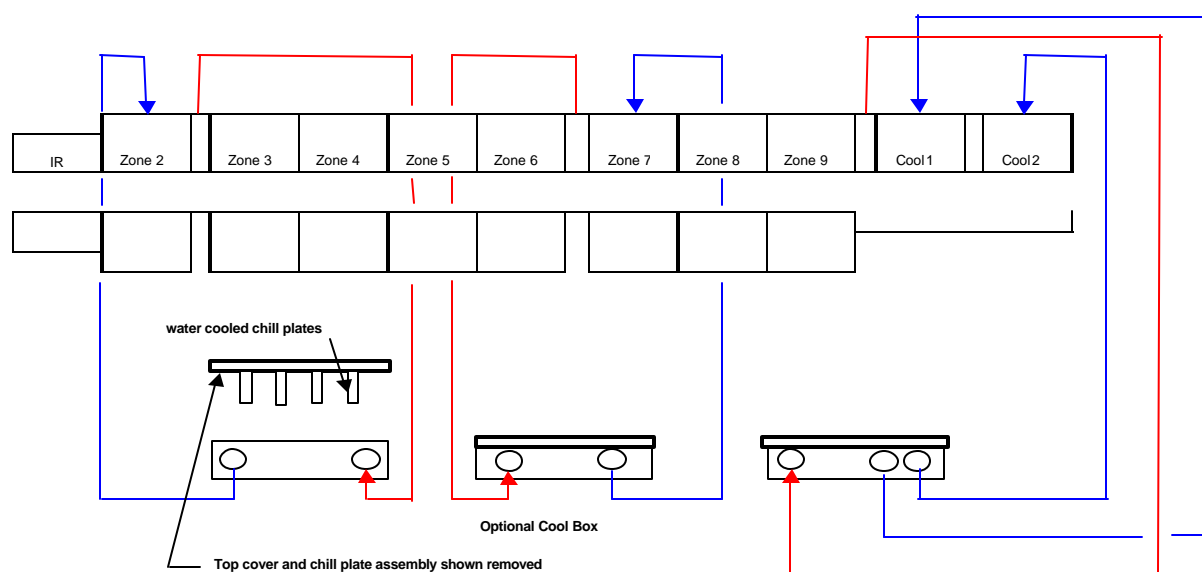 IR
Zone 2
Zone 3
Zone 4
Zone 5
Zone 6
Zone 7
Zone 8
Zone 9
Cool1
Cool2
water cooled chill plates
Optional Cool Box
Top cover and chill plate assembly shown removed